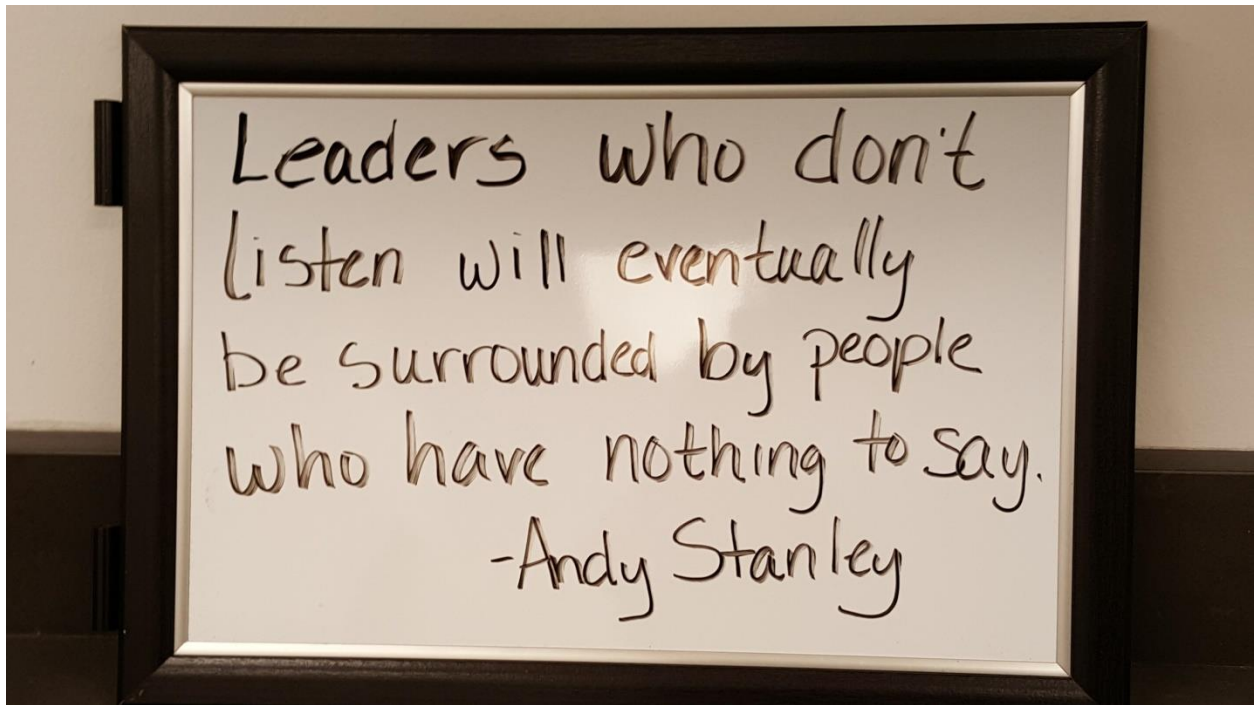 Leaders who don't
listen will eventually
be surrounded by people
who have nothing to say.
-Andy Stanley